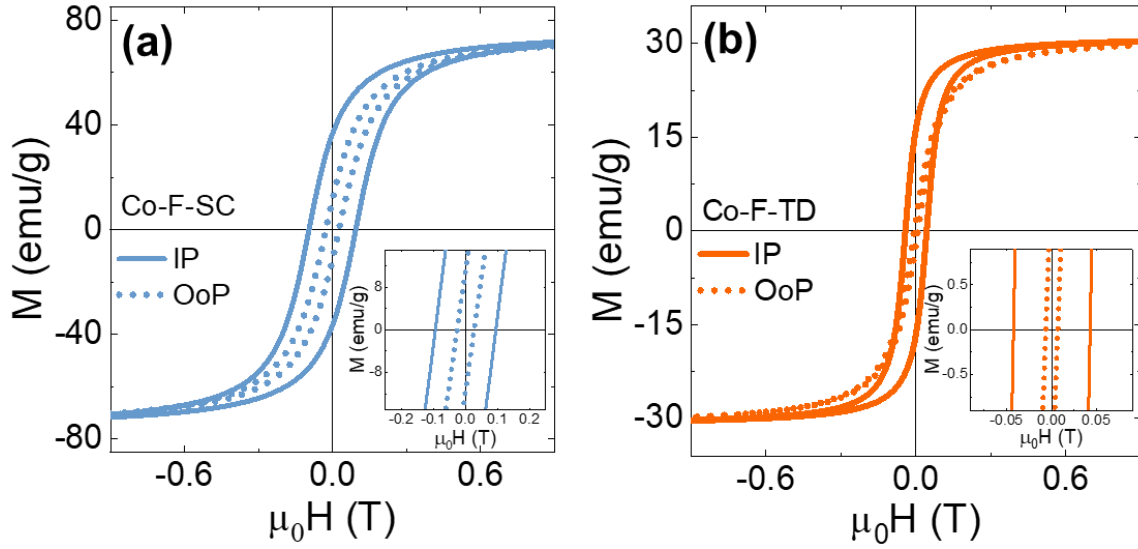 (a)
80
40
0
-40
-80
M (emu/g)
Co-F-SC
IP
OoP
8
0
-8
M (emu/g)
-0.2 -0.1 0.0 0.1 0.2
μ₀H (T)
-0.6 0.0 0.6
μ₀H (T)
(b)
30
15
0
-15
-30
M (emu/g)
Co-F-TD
IP
OoP
0.5
0.0
-0.5
M (emu/g)
-0.05 0.00 0.05
μ₀H (T)
-0.6 0.0 0.6
μ₀H (T)